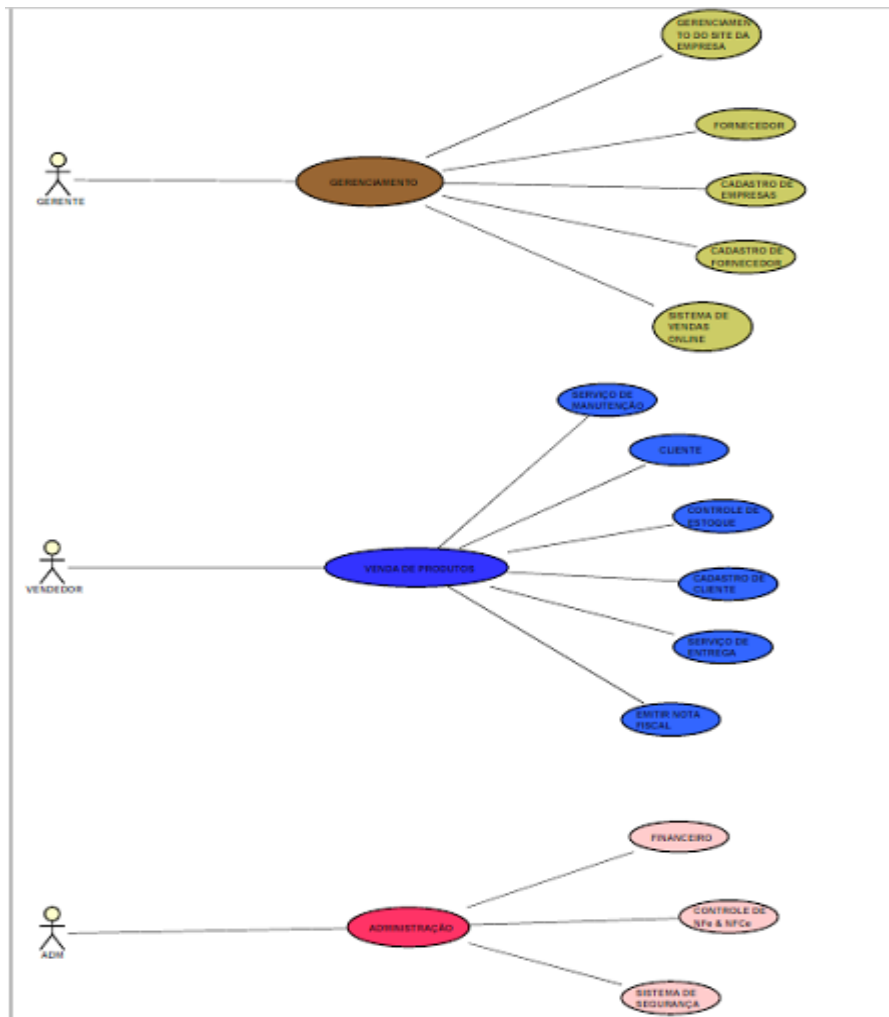 GERENCIAMEN
TO DO SITE DA
EMPRESA
FORNECEDOR
GERENCIAMENTO
GERENTE
CADASTRO DE
EMPRESAS
CADASTRO DE
FORNECEDOR
SISTEMA DE
VENDAS
ONLINE
SERVIÇO DE
MANUTENÇÃO
CLIENTE
CONTROLE DE
ESTOQUE
VENDA DE PRODUTOS
VENDEDOR
CADASTRO DE
CLIENTE
SERVIÇO DE
ENTREGA
EMITIR NOTA
FISCAL
FINANCEIRO
CONTROLE DE
NFe & NFCe
ADMINISTRAÇÃO
ADM
SISTEMA DE
SEGURANÇA